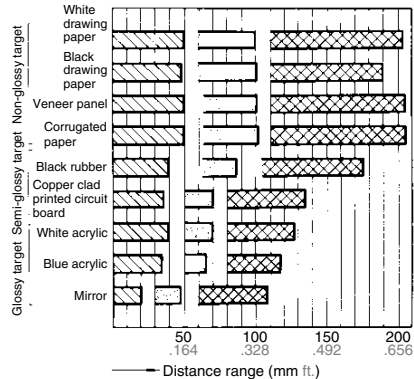 White
drawing
paper
Black
drawing
paper
Veneer panel
Corrugated
paper
Black rubber
Copper clad
printed circuit
board
White acrylic
Blue acrylic
Mirror
Non-glossy target
Semi-glossy target
Glossy target
50 100 150 200
.164 .328 .492 .656
Distance range (mm ft.)